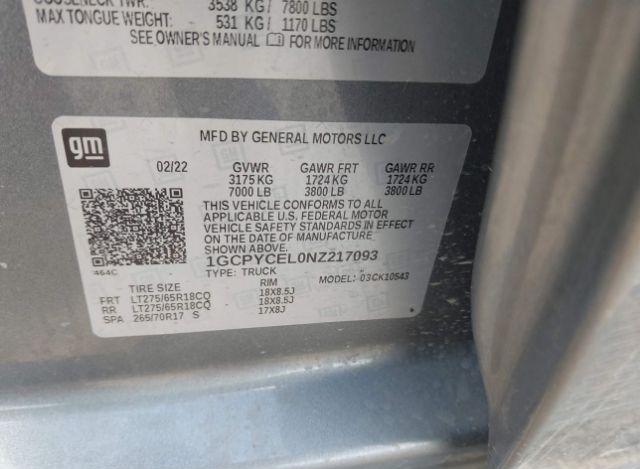 3538 KG/ 7800 LBS
MAX TONGUE WEIGHT: 531 KG/ 1170 LBS
SEE OWNER'S MANUAL FOR MORE INFORMATION
gm
MFD BY GENERAL MOTORS LLC
02/22 GVWR GAWR FRT GAWR RR
3175 KG 1724 KG 1724 KG
7000 LB 3800 LB 3800 LB
THIS VEHICLE CONFORMS TO ALL
APPLICABLE U.S. FEDERAL MOTOR
VEHICLE SAFETY STANDARDS IN EFFECT
ON THE DATE OF MANUFACTURE
SHOWN ABOVE.
1GCPYCEL0NZ217093
464C
TYPE: TRUCK MODEL: 03CK10543
TIRE SIZE RIM
FRT LT275/65R18CQ 18X8.5J
RR LT275/65R18CQ 18X8.5J
SPA 265/70R17 S 17X8J